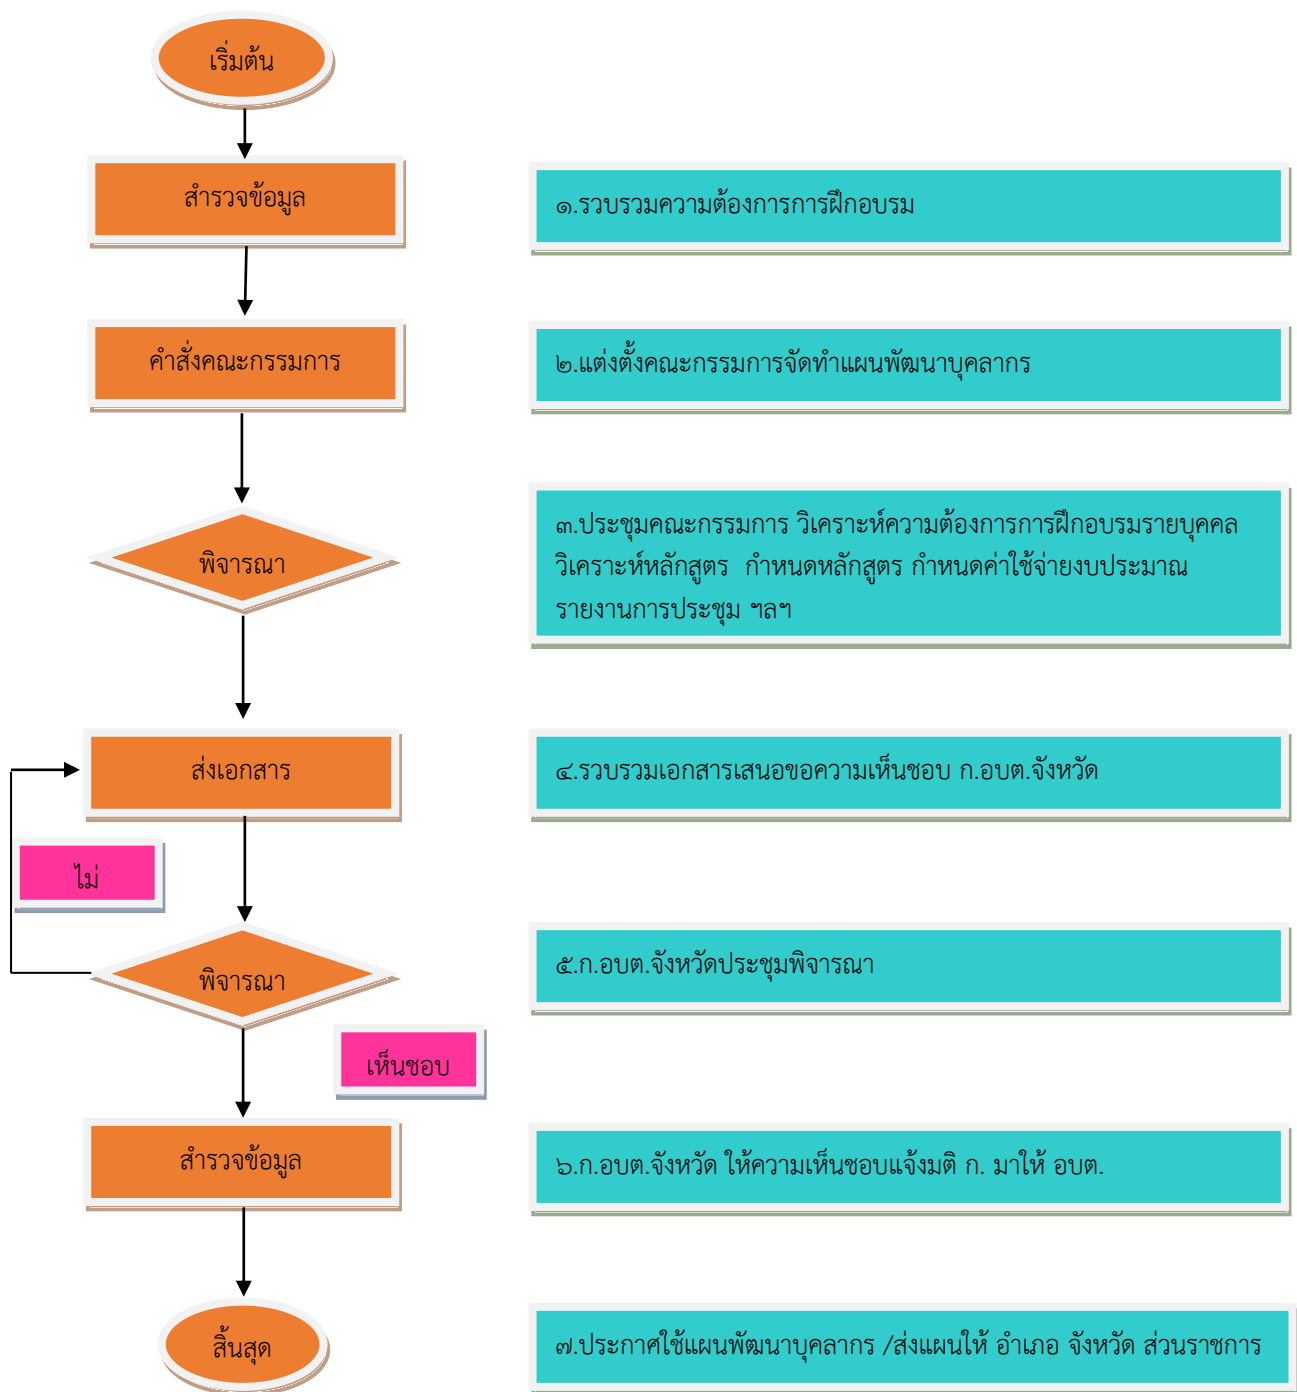 เริ่มต้น
สำรวจข้อมูล
๑.รวบรวมความต้องการการฝึกอบรม
คำสั่งคณะกรรมการ
๒.แต่งตั้งคณะกรรมการจัดทำแผนพัฒนาบุคลากร
พิจารณา
๓.ประชุมคณะกรรมการ วิเคราะห์ความต้องการการฝึกอบรมรายบุคคล
วิเคราะห์หลักสูตร กำหนดหลักสูตร กำหนดค่าใช้จ่ายงบประมาณ
รายงานการประชุม ฯลฯ
ส่งเอกสาร
๔.รวบรวมเอกสารเสนอขอความเห็นชอบ ก.อบต.จังหวัด
ไม่
พิจารณา
๕.ก.อบต.จังหวัดประชุมพิจารณา
เห็นชอบ
สำรวจข้อมูล
๖.ก.อบต.จังหวัด ให้ความเห็นชอบแจ้งมติ ก. มาให้ อบต.
สิ้นสุด
๗.ประกาศใช้แผนพัฒนาบุคลากร /ส่งแผนให้ อำเภอ จังหวัด ส่วนราชการ